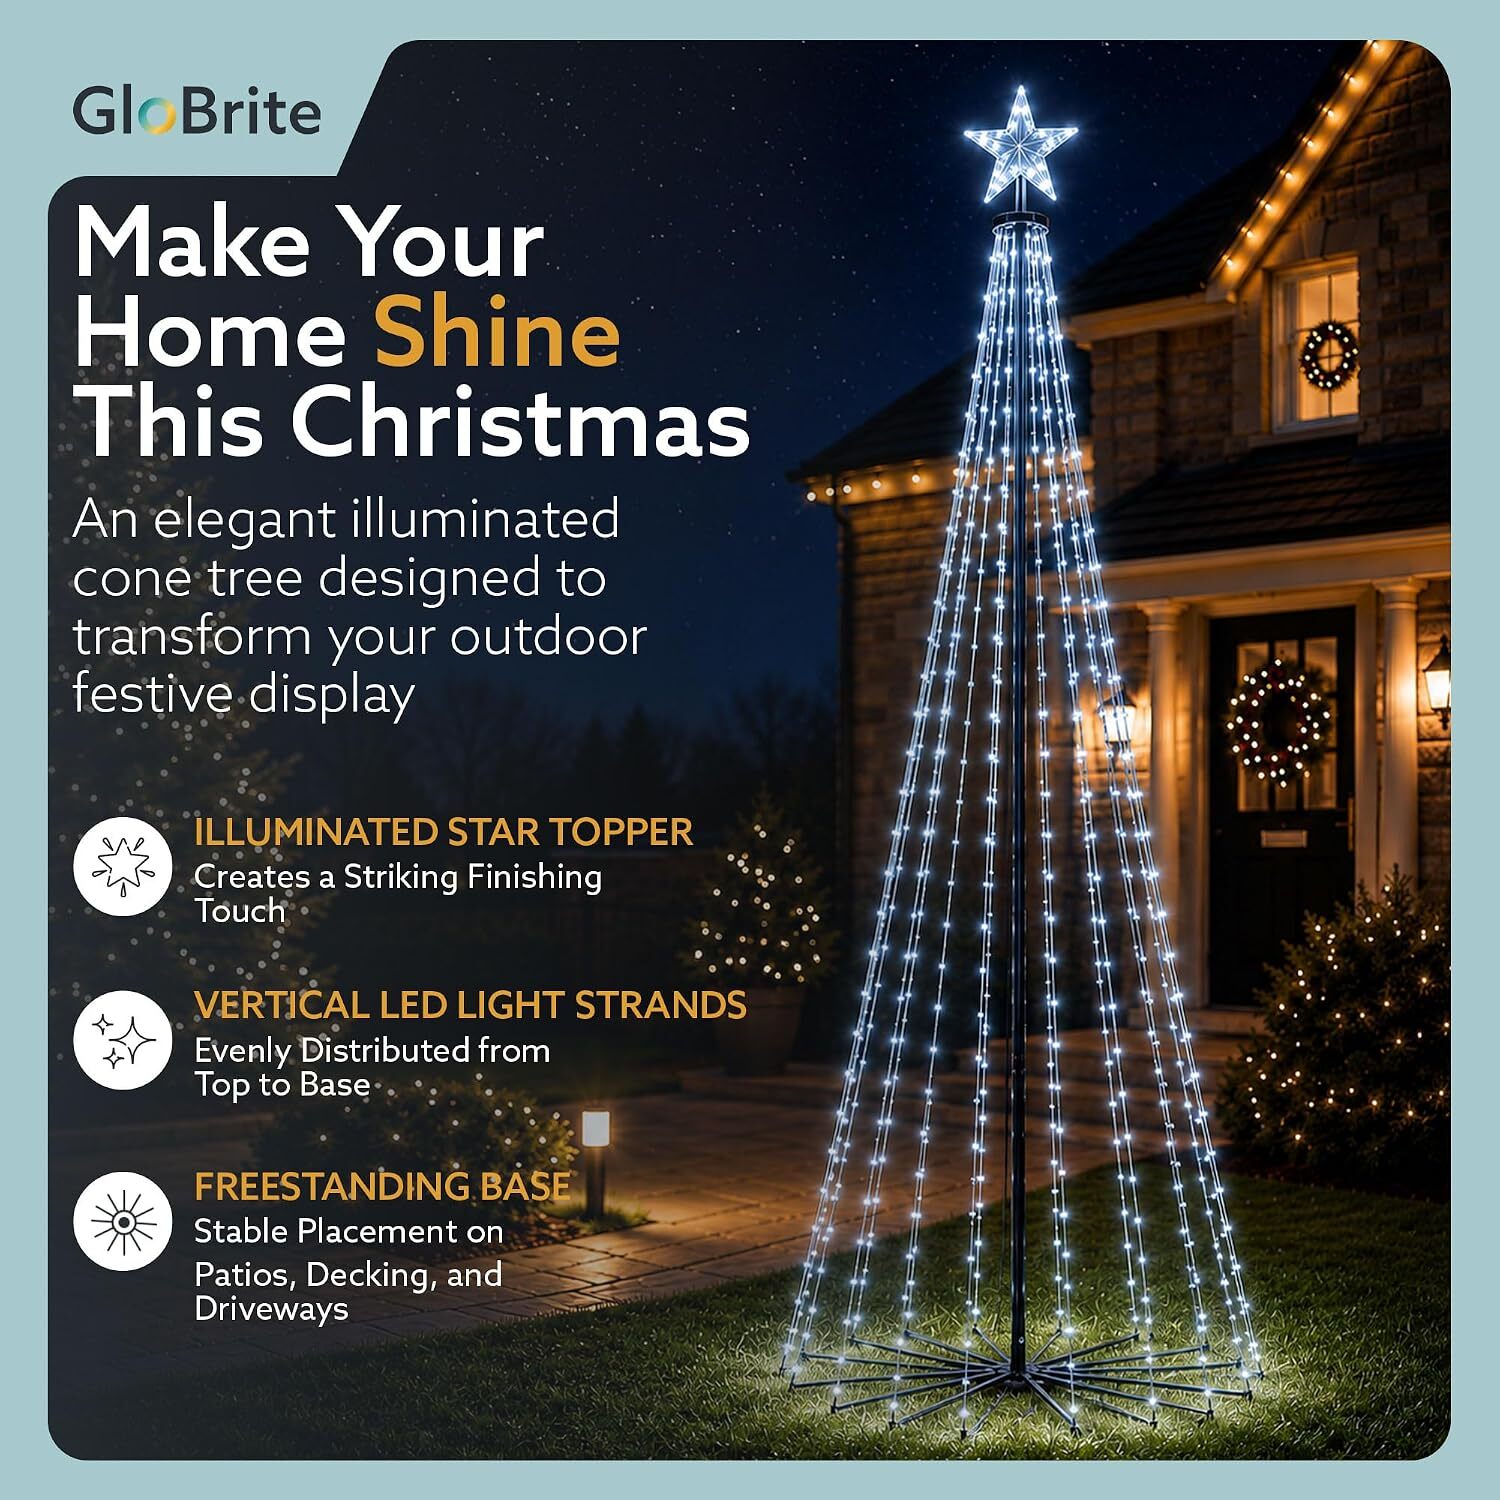 GloBrite
Make Your
Home Shine
This Christmas
An elegant illuminated
cone tree designed to
transform your outdoor
festive display
ILLUMINATED STAR TOPPER
Creates a Striking Finishing
Touch
VERTICAL LED LIGHT STRANDS
Evenly Distributed from
Top to Base
FREESTANDING BASE
Stable Placement on
Patios, Decking, and
Driveways